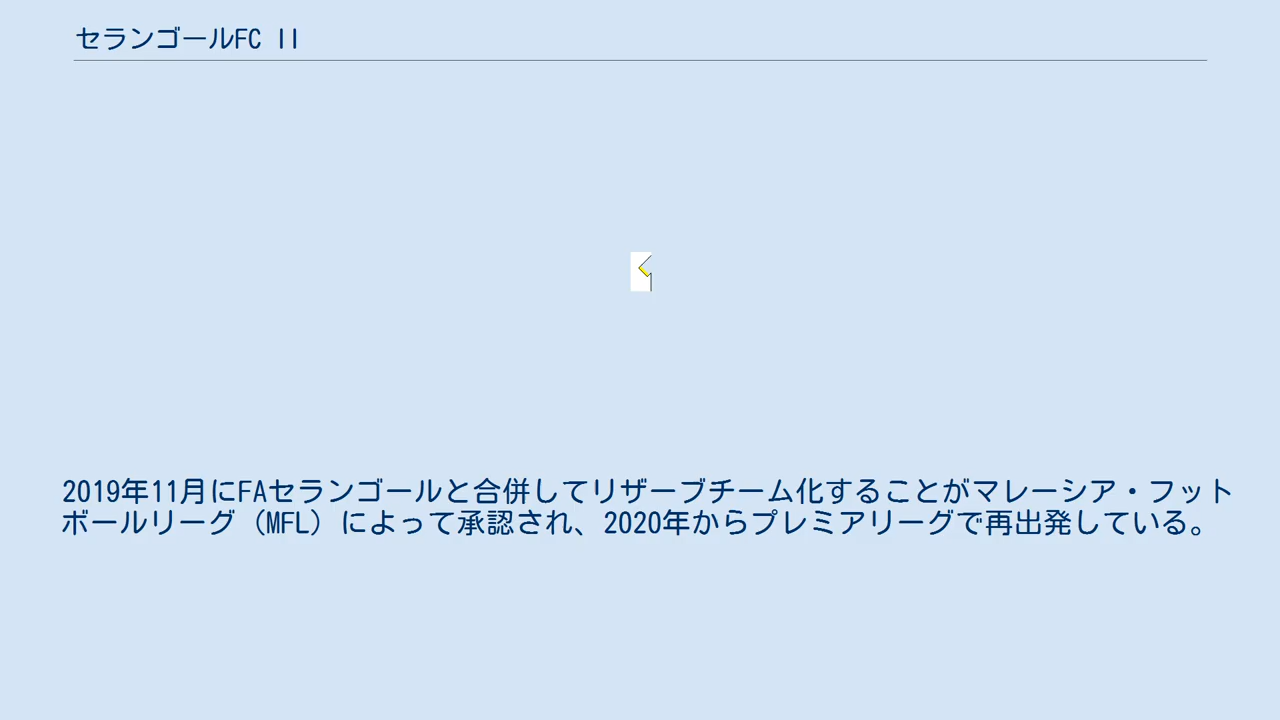 セランゴールFC II
2019年11月にFAセランゴールと合併してリザーブチーム化することがマレーシア・フット
ボールリーグ（MFL）によって承認され、2020年からプレミアリーグで再出発している。